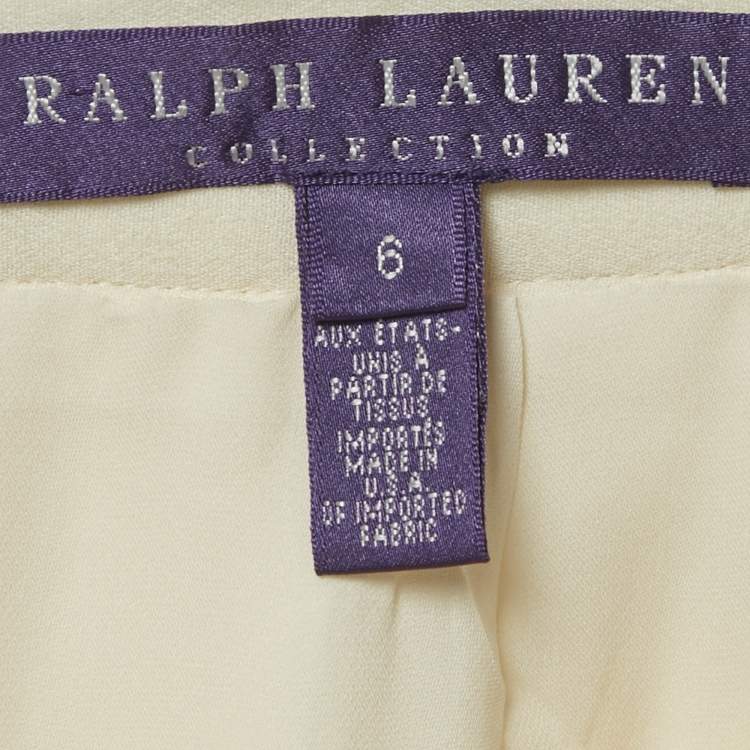 RALPH LAUREN
COLLECTION
6
AUX ÉTATS-
UNIS À
PARTIR DE
TISSUS
IMPORTÉS
MADE IN
U.S.A.
OF IMPORTED
FABRIC